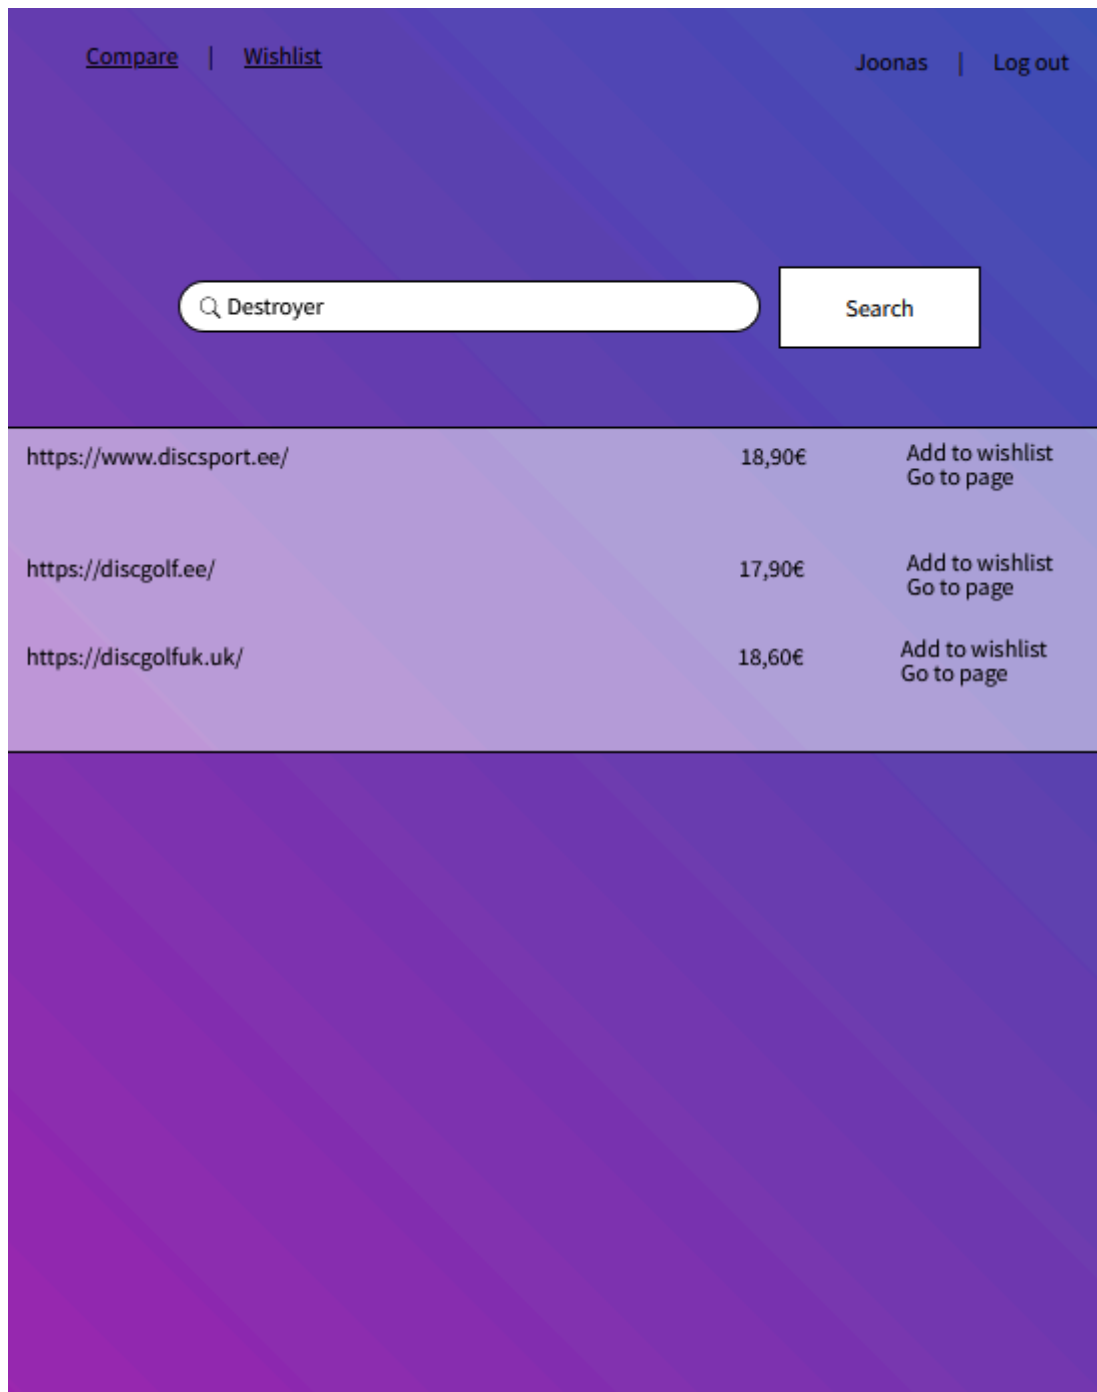 Compare | Wishlist
Joonas | Log out
Destroyer
Search
https://www.discsport.ee/ 18,90€ Add to wishlist
Go to page
https://discgolf.ee/ 17,90€ Add to wishlist
Go to page
https://discgolfuk.uk/ 18,60€ Add to wishlist
Go to page